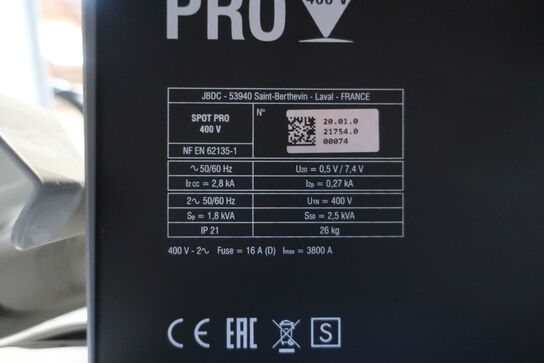 PRO 400 V
JBDC - 53940 Saint-Berthevin - Laval - FRANCE
SPOT PRO
400 V
NF EN 62135-1
N°
20.01.0
21754.0
00074
∿ 50/60 Hz
U20 = 0,5 V / 7,4 V
I2 cc = 2,8 kA
I2p = 0,27kA
2∿ 50/60 Hz
U1N = 400 V
Sp = 1,8 kVA
S50 = 2,5 kVA
IP 21
26 kg
400 V - 2∿ Fuse = 16 A (D) Imax = 3800 A
CE EAC S